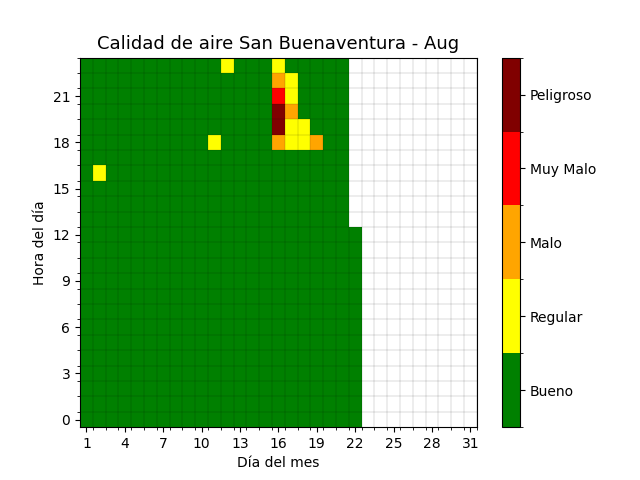 Calidad de aire San Buenaventura - Aug
Hora del día
21
18
15
12
9
6
3
0
1 4 7 10 13 16 19 22 25 28 31
Día del mes
Peligroso
Muy Malo
Malo
Regular
Bueno